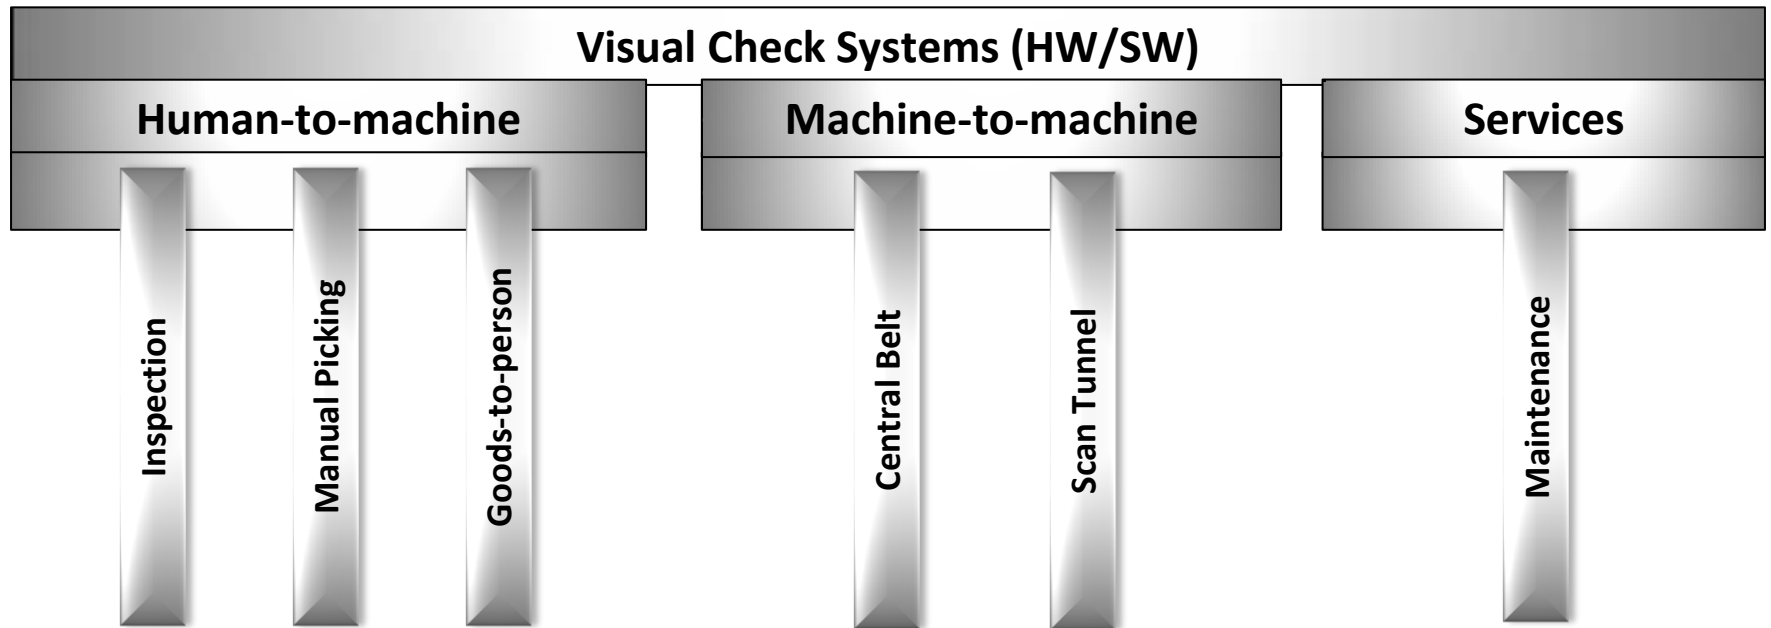 Visual Check Systems (HW/SW)
Human-to-machine
Machine-to-machine
Services
Inspection
Manual Picking
Goods-to-person
Central Belt
Scan Tunnel
Maintenance